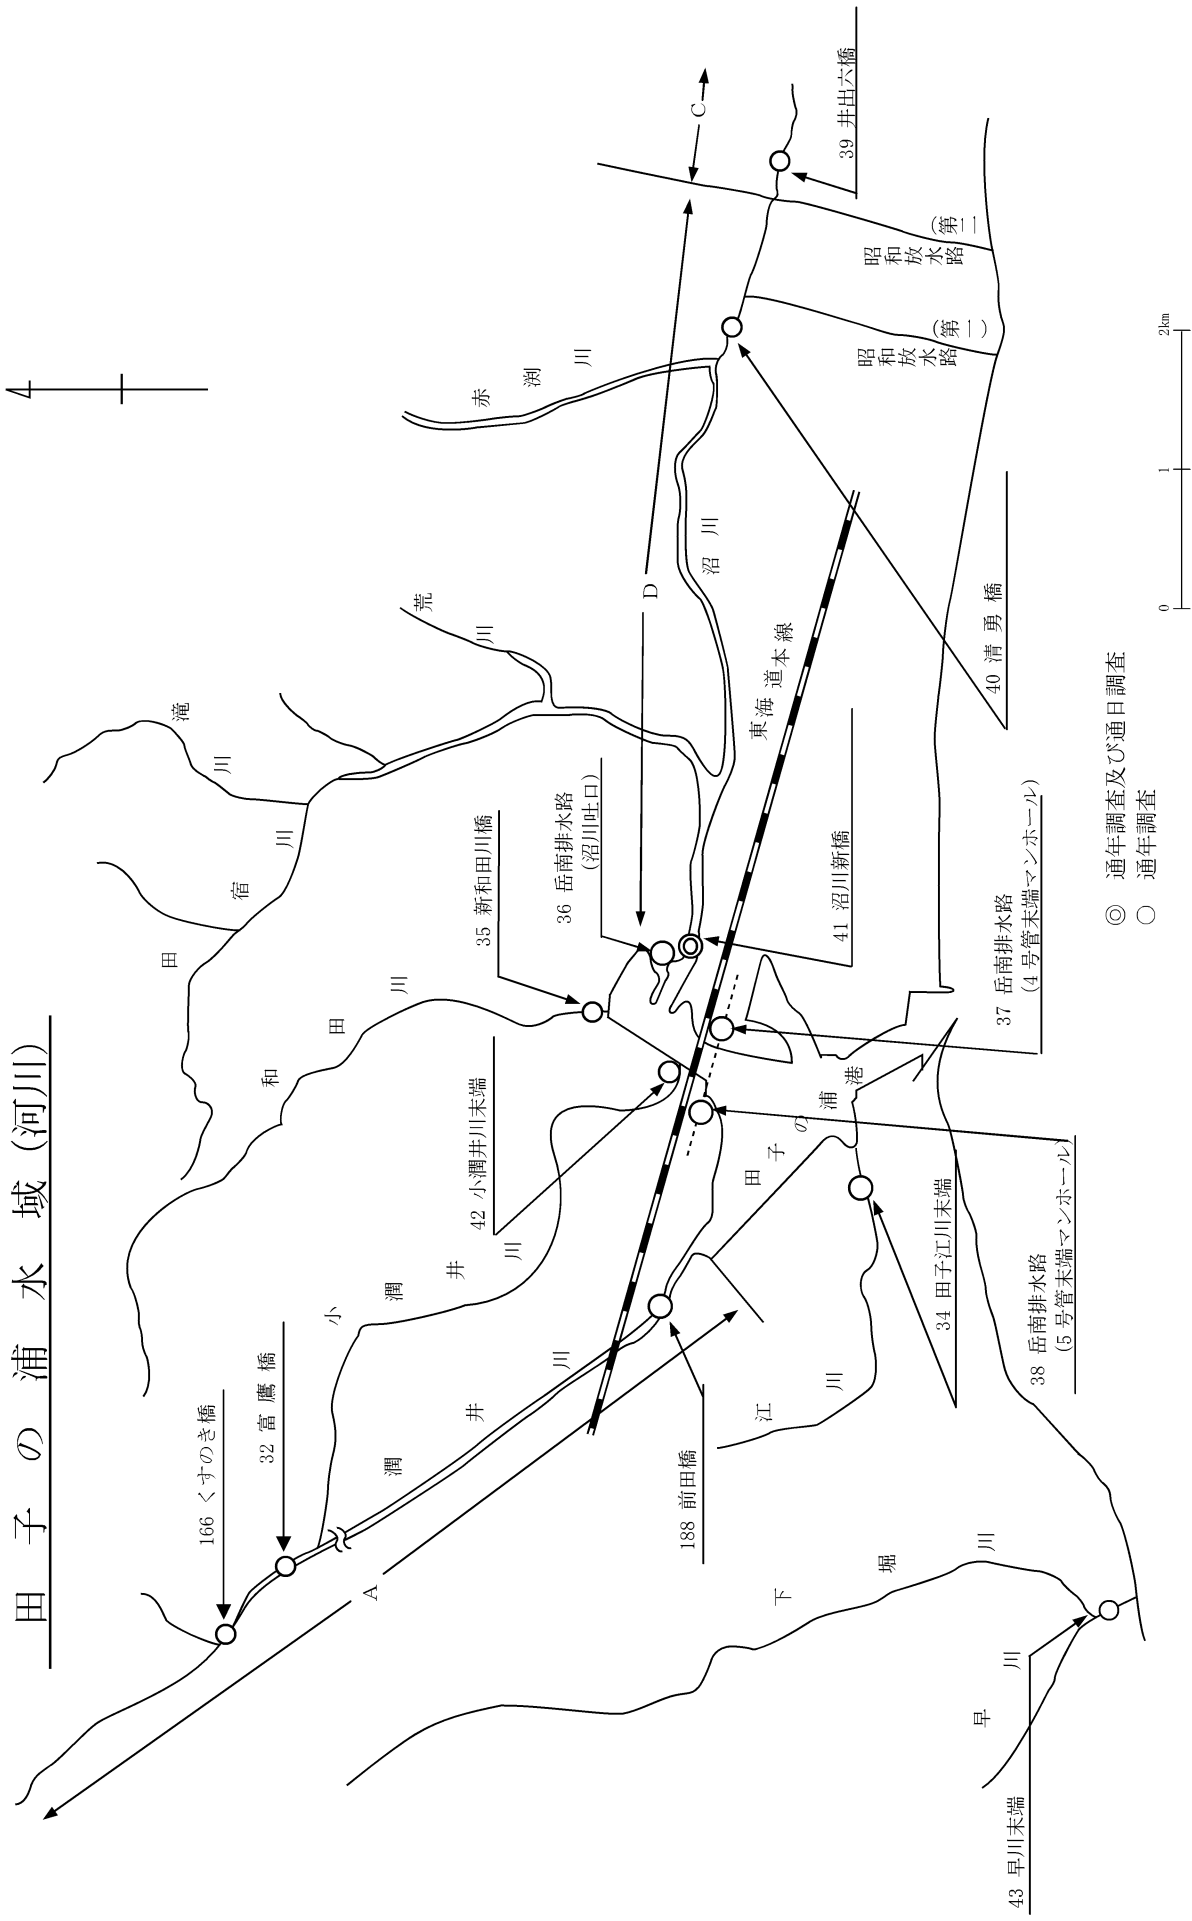 田子の浦水域(河川)
166 くすのき橋
32 富鷹橋
42 小潤井川末端
35 新和田川橋
36 岳南排水路
(沼川吐口)
39 井出六橋
188 前田橋
41 沼川新橋
40 清勇橋
34 田子江川末端
37 岳南排水路
(4号管末端マンホール)
38 岳南排水路
(5号管末端マンホール)
43 早川末端
滝川
田宿川
和田川
荒川
赤渕川
小潤井川
潤井川
沼川
江川
下堀川
早川
東海道本線
田子の浦港
昭和放水路
(第一)
昭和放水路
(第二
A
D
C
◎ 通年調査及び通日調査
○ 通年調査
0 1 2km